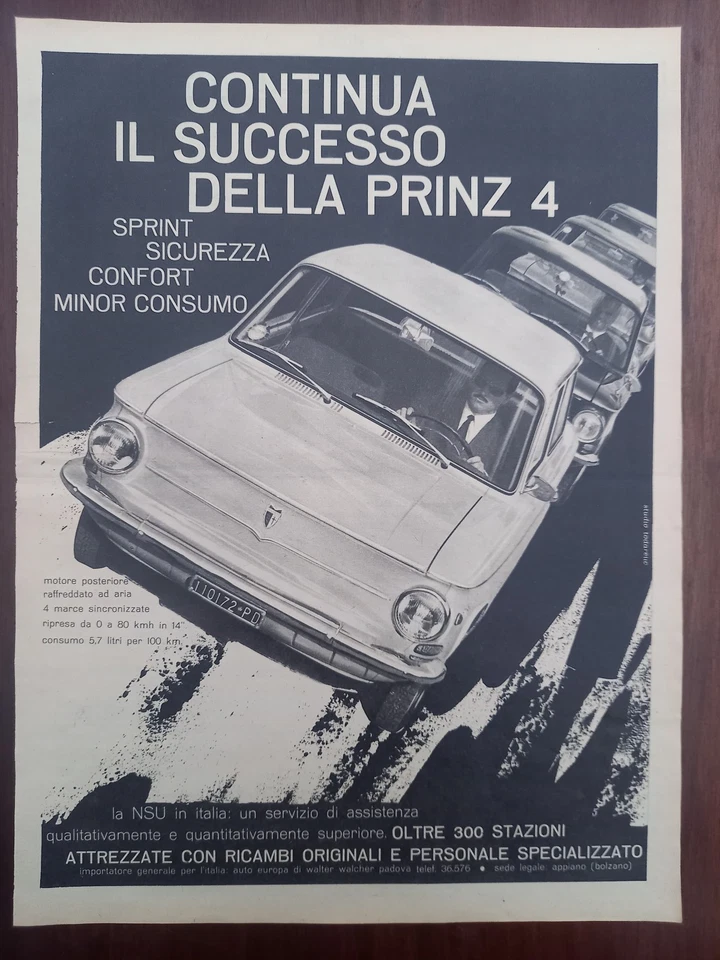 CONTINUA
IL SUCCESSO
DELLA PRINZ 4
SPRINT
SICUREZZA
CONFORT
MINOR CONSUMO
motore posteriore
raffreddato ad aria
4 marce sincronizzate
ripresa da 0 a 80 kmh in 14"
consumo 5,7 litri per 100 km.
110172*PD
studio
la NSU in italia: un servizio di assistenza
qualitativamente e quantitativamente superiore. OLTRE 300 STAZIONI
ATTREZZATE CON RICAMBI ORIGINALI E PERSONALE SPECIALIZZATO
importatore generale per l'italia: auto europa di walter walcher padova telef. 36.576 ● sede legale: appiano (bolzano)